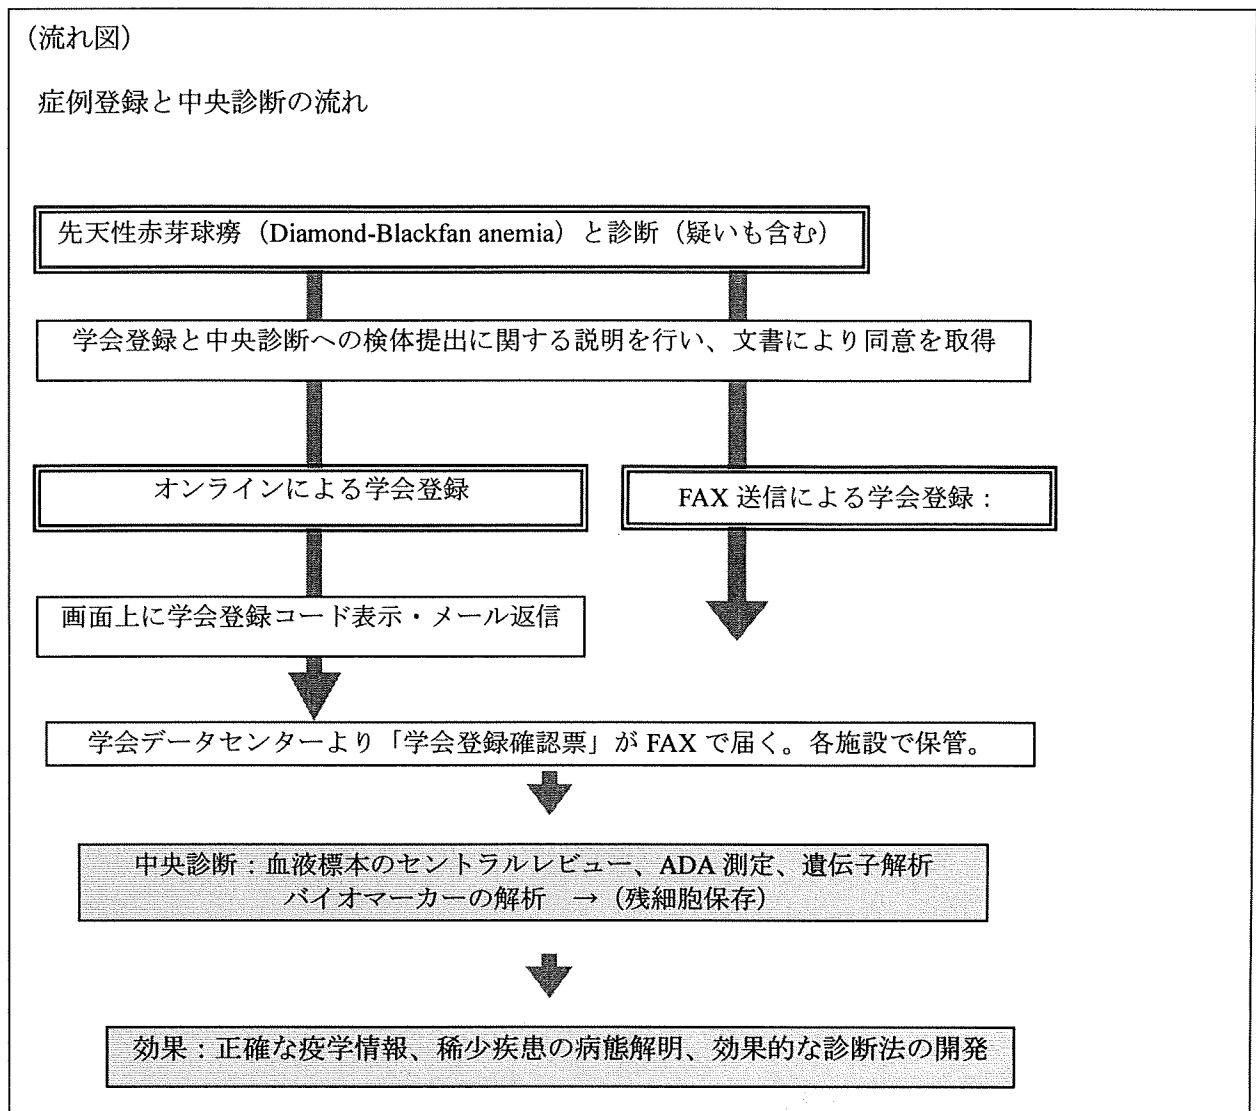 （流れ図）
症例登録と中央診断の流れ
先天性赤芽球癆（Diamond-Blackfan anemia）と診断（疑いも含む）
学会登録と中央診断への検体提出に関する説明を行い、文書により同意を取得
オンラインによる学会登録
FAX 送信による学会登録：
画面上に学会登録コード表示・メール返信
学会データセンターより「学会登録確認票」が FAX で届く。各施設で保管。
中央診断：血液標本のセントラルレビュー、ADA 測定、遺伝子解析
バイオマーカーの解析　→（残細胞保存）
効果：正確な疫学情報、稀少疾患の病態解明、効果的な診断法の開発